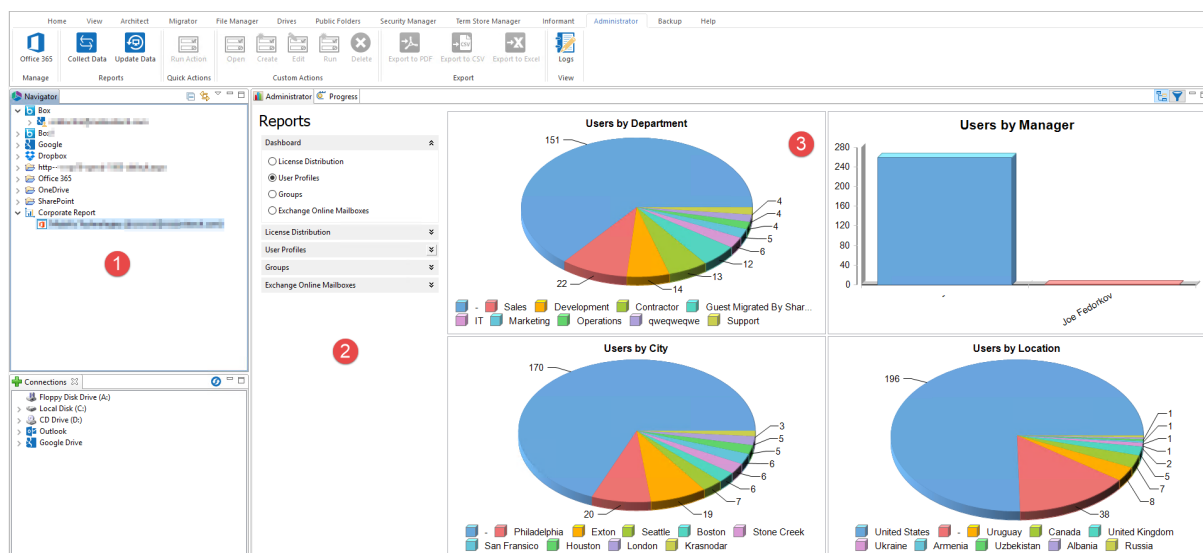 Home View Architect Migrator File Manager Drives Public Folders Security Manager Term Store Manager Informant Administrator Backup Help
Office 365 Collect Data Update Data Run Action Open Create Edit Run Delete Export to PDF Export to CSV Export to Excel Logs
Manage Reports Quick Actions Custom Actions Export View
Navigator
Box
Box
Google
Dropbox
http--
Office 365
OneDrive
SharePoint
Corporate Report
1
Connections
Floppy Disk Drive (A:)
Local Disk (C:)
CD Drive (D:)
Outlook
Google Drive
Administrator Progress
Reports
Dashboard
License Distribution
User Profiles
Groups
Exchange Online Mailboxes
License Distribution
User Profiles
Groups
Exchange Online Mailboxes
2
Users by Department
3
151
4
4
4
5
6
12
13
14
22
- Sales Development Contractor Guest Migrated By Shar...
IT Marketing Operations qweqweqwe Support
Users by Manager
280
240
200
160
120
80
40
0
-
Joe Fedorkov
Users by City
170
3
5
5
6
6
6
7
19
20
- Philadelphia Exton Seattle Boston Stone Creek
San Fransico Houston London Krasnodar
Users by Location
196
1
1
1
1
2
5
7
8
38
United States - Uruguay Canada United Kingdom
Ukraine Armenia Uzbekistan Albania Russia